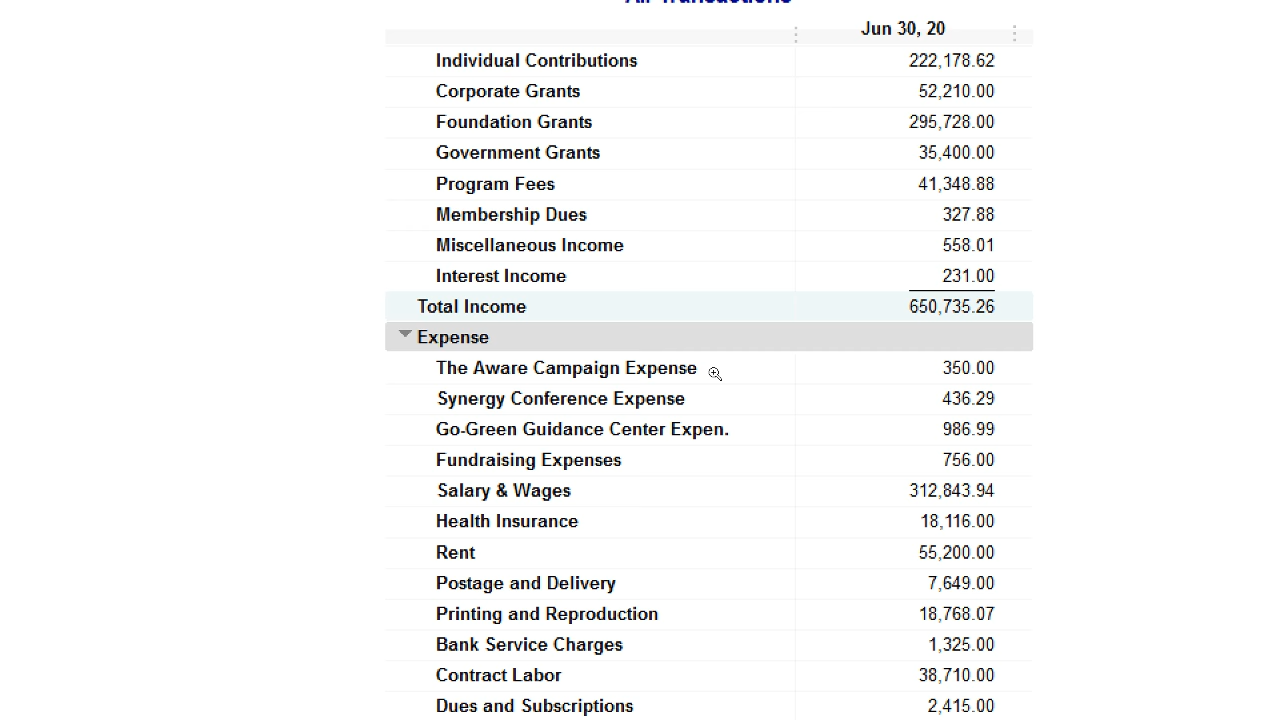 All Transactions
Jun 30, 20
Individual Contributions 222,178.62
Corporate Grants 52,210.00
Foundation Grants 295,728.00
Government Grants 35,400.00
Program Fees 41,348.88
Membership Dues 327.88
Miscellaneous Income 558.01
Interest Income 231.00
Total Income 650,735.26
Expense
The Aware Campaign Expense 350.00
Synergy Conference Expense 436.29
Go-Green Guidance Center Expen. 986.99
Fundraising Expenses 756.00
Salary & Wages 312,843.94
Health Insurance 18,116.00
Rent 55,200.00
Postage and Delivery 7,649.00
Printing and Reproduction 18,768.07
Bank Service Charges 1,325.00
Contract Labor 38,710.00
Dues and Subscriptions 2,415.00